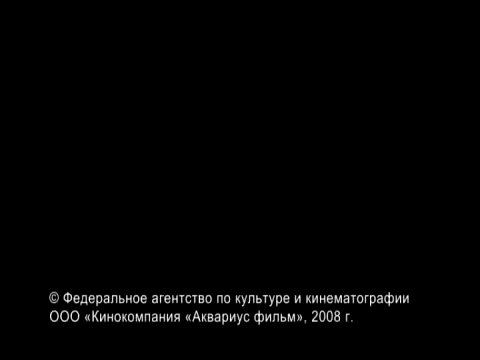 © Федеральное агентство по культуре и кинематографии
ООО «Кинокомпания «Аквариус фильм», 2008 г.